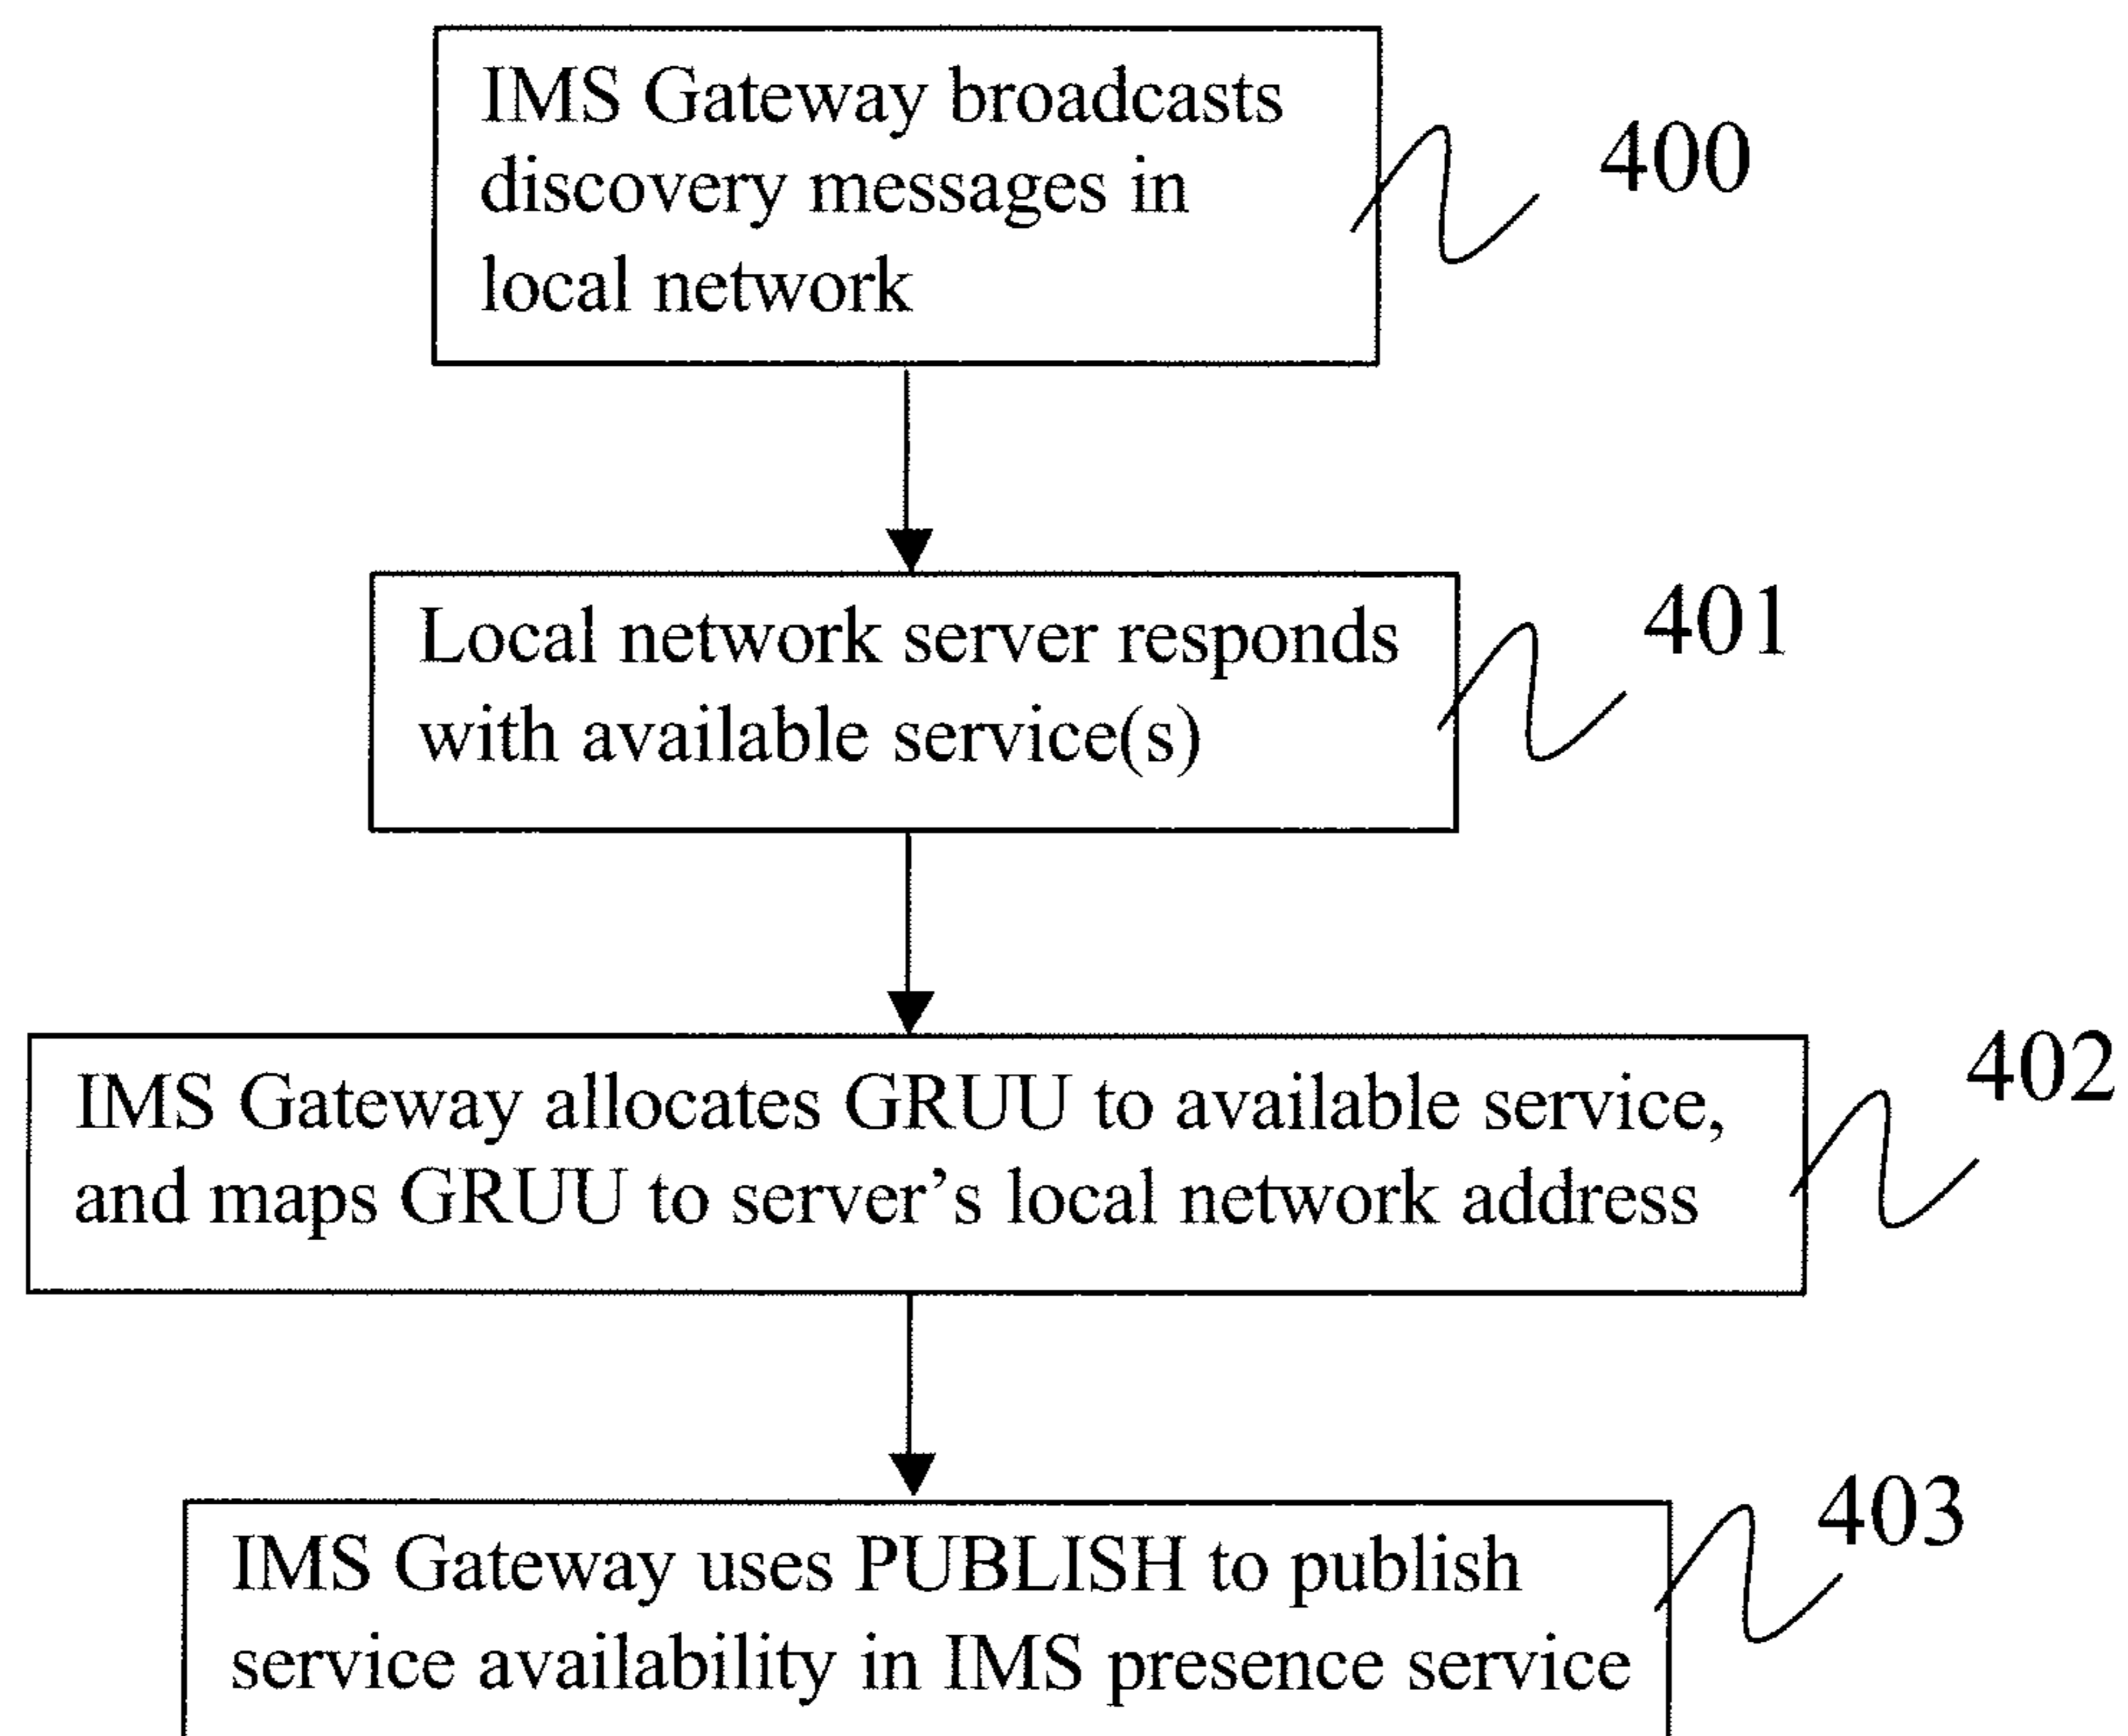 IMS Gateway broadcasts
discovery messages in
local network
400
Local network server responds
with available service(s)
401
IMS Gateway allocates GRUU to available service,
and maps GRUU to server’s local network address
402
IMS Gateway uses PUBLISH to publish
service availability in IMS presence service
403